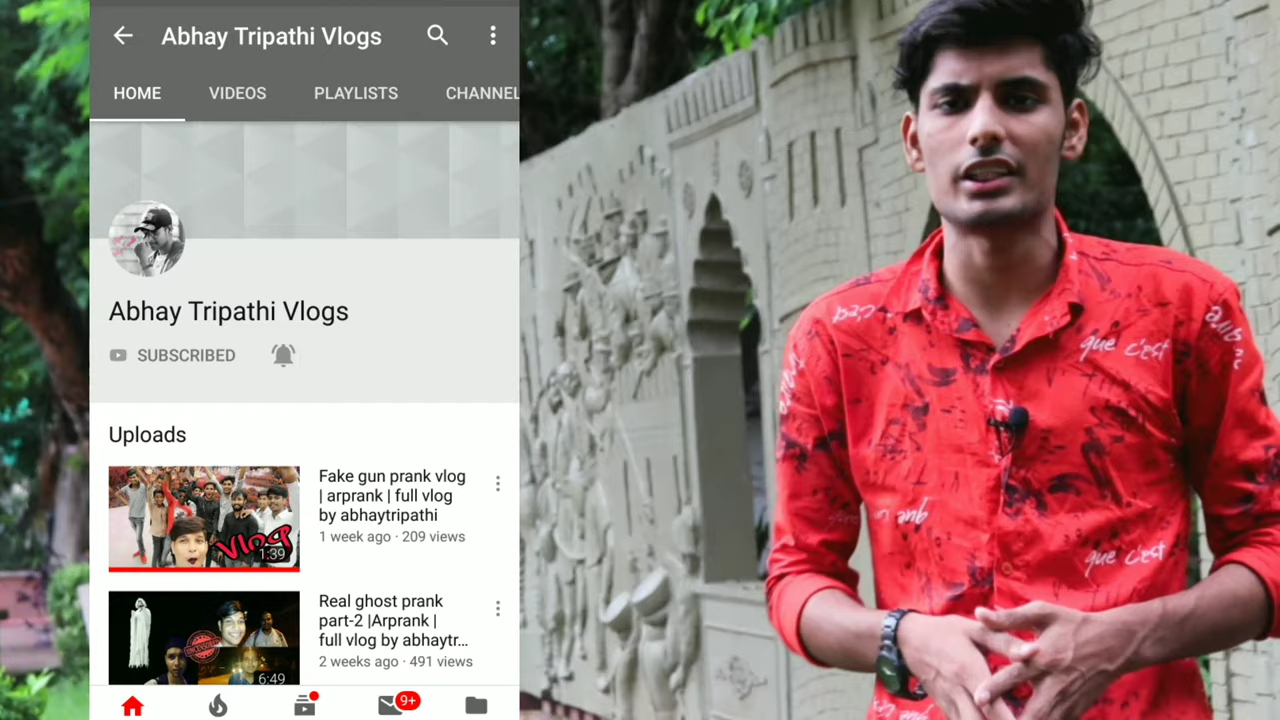 Abhay Tripathi Vlogs
HOME VIDEOS PLAYLISTS CHANNEL
Abhay Tripathi Vlogs
SUBSCRIBED
Uploads
Fake gun prank vlog
| arprank | full vlog
by abhaytripathi
1 week ago · 209 views
Vlog
1:39
Real ghost prank
part-2 |Arprank |
full vlog by abhaytr...
2 weeks ago · 491 views
UNCENSORED
6:49
9+
que c'est
que
que c'est